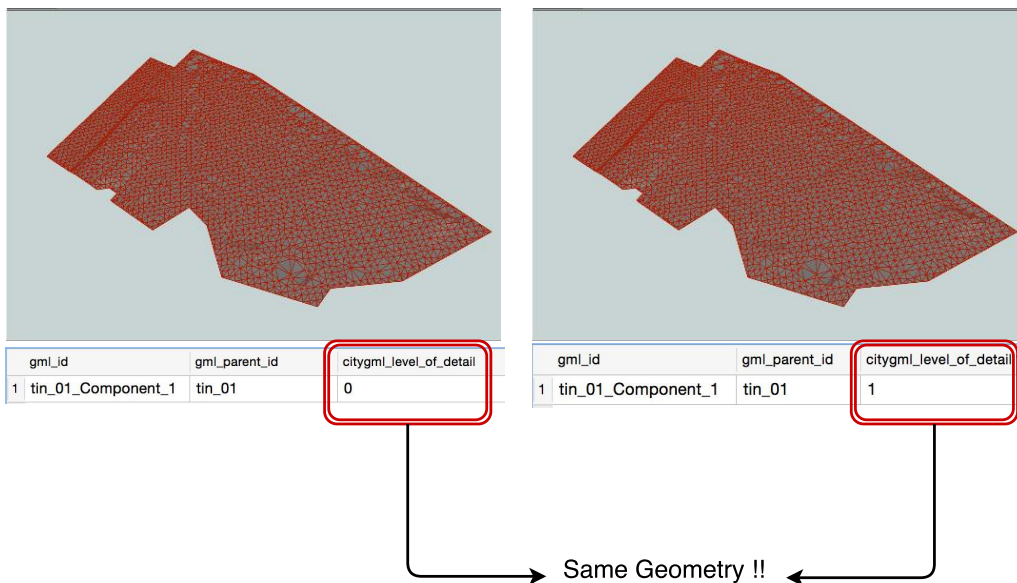 gml_id gml_parent_id citygml_level_of_detail
1 tin_01_Component_1 tin_01 0
gml_id gml_parent_id citygml_level_of_detail
1 tin_01_Component_1 tin_01 1
Same Geometry !!